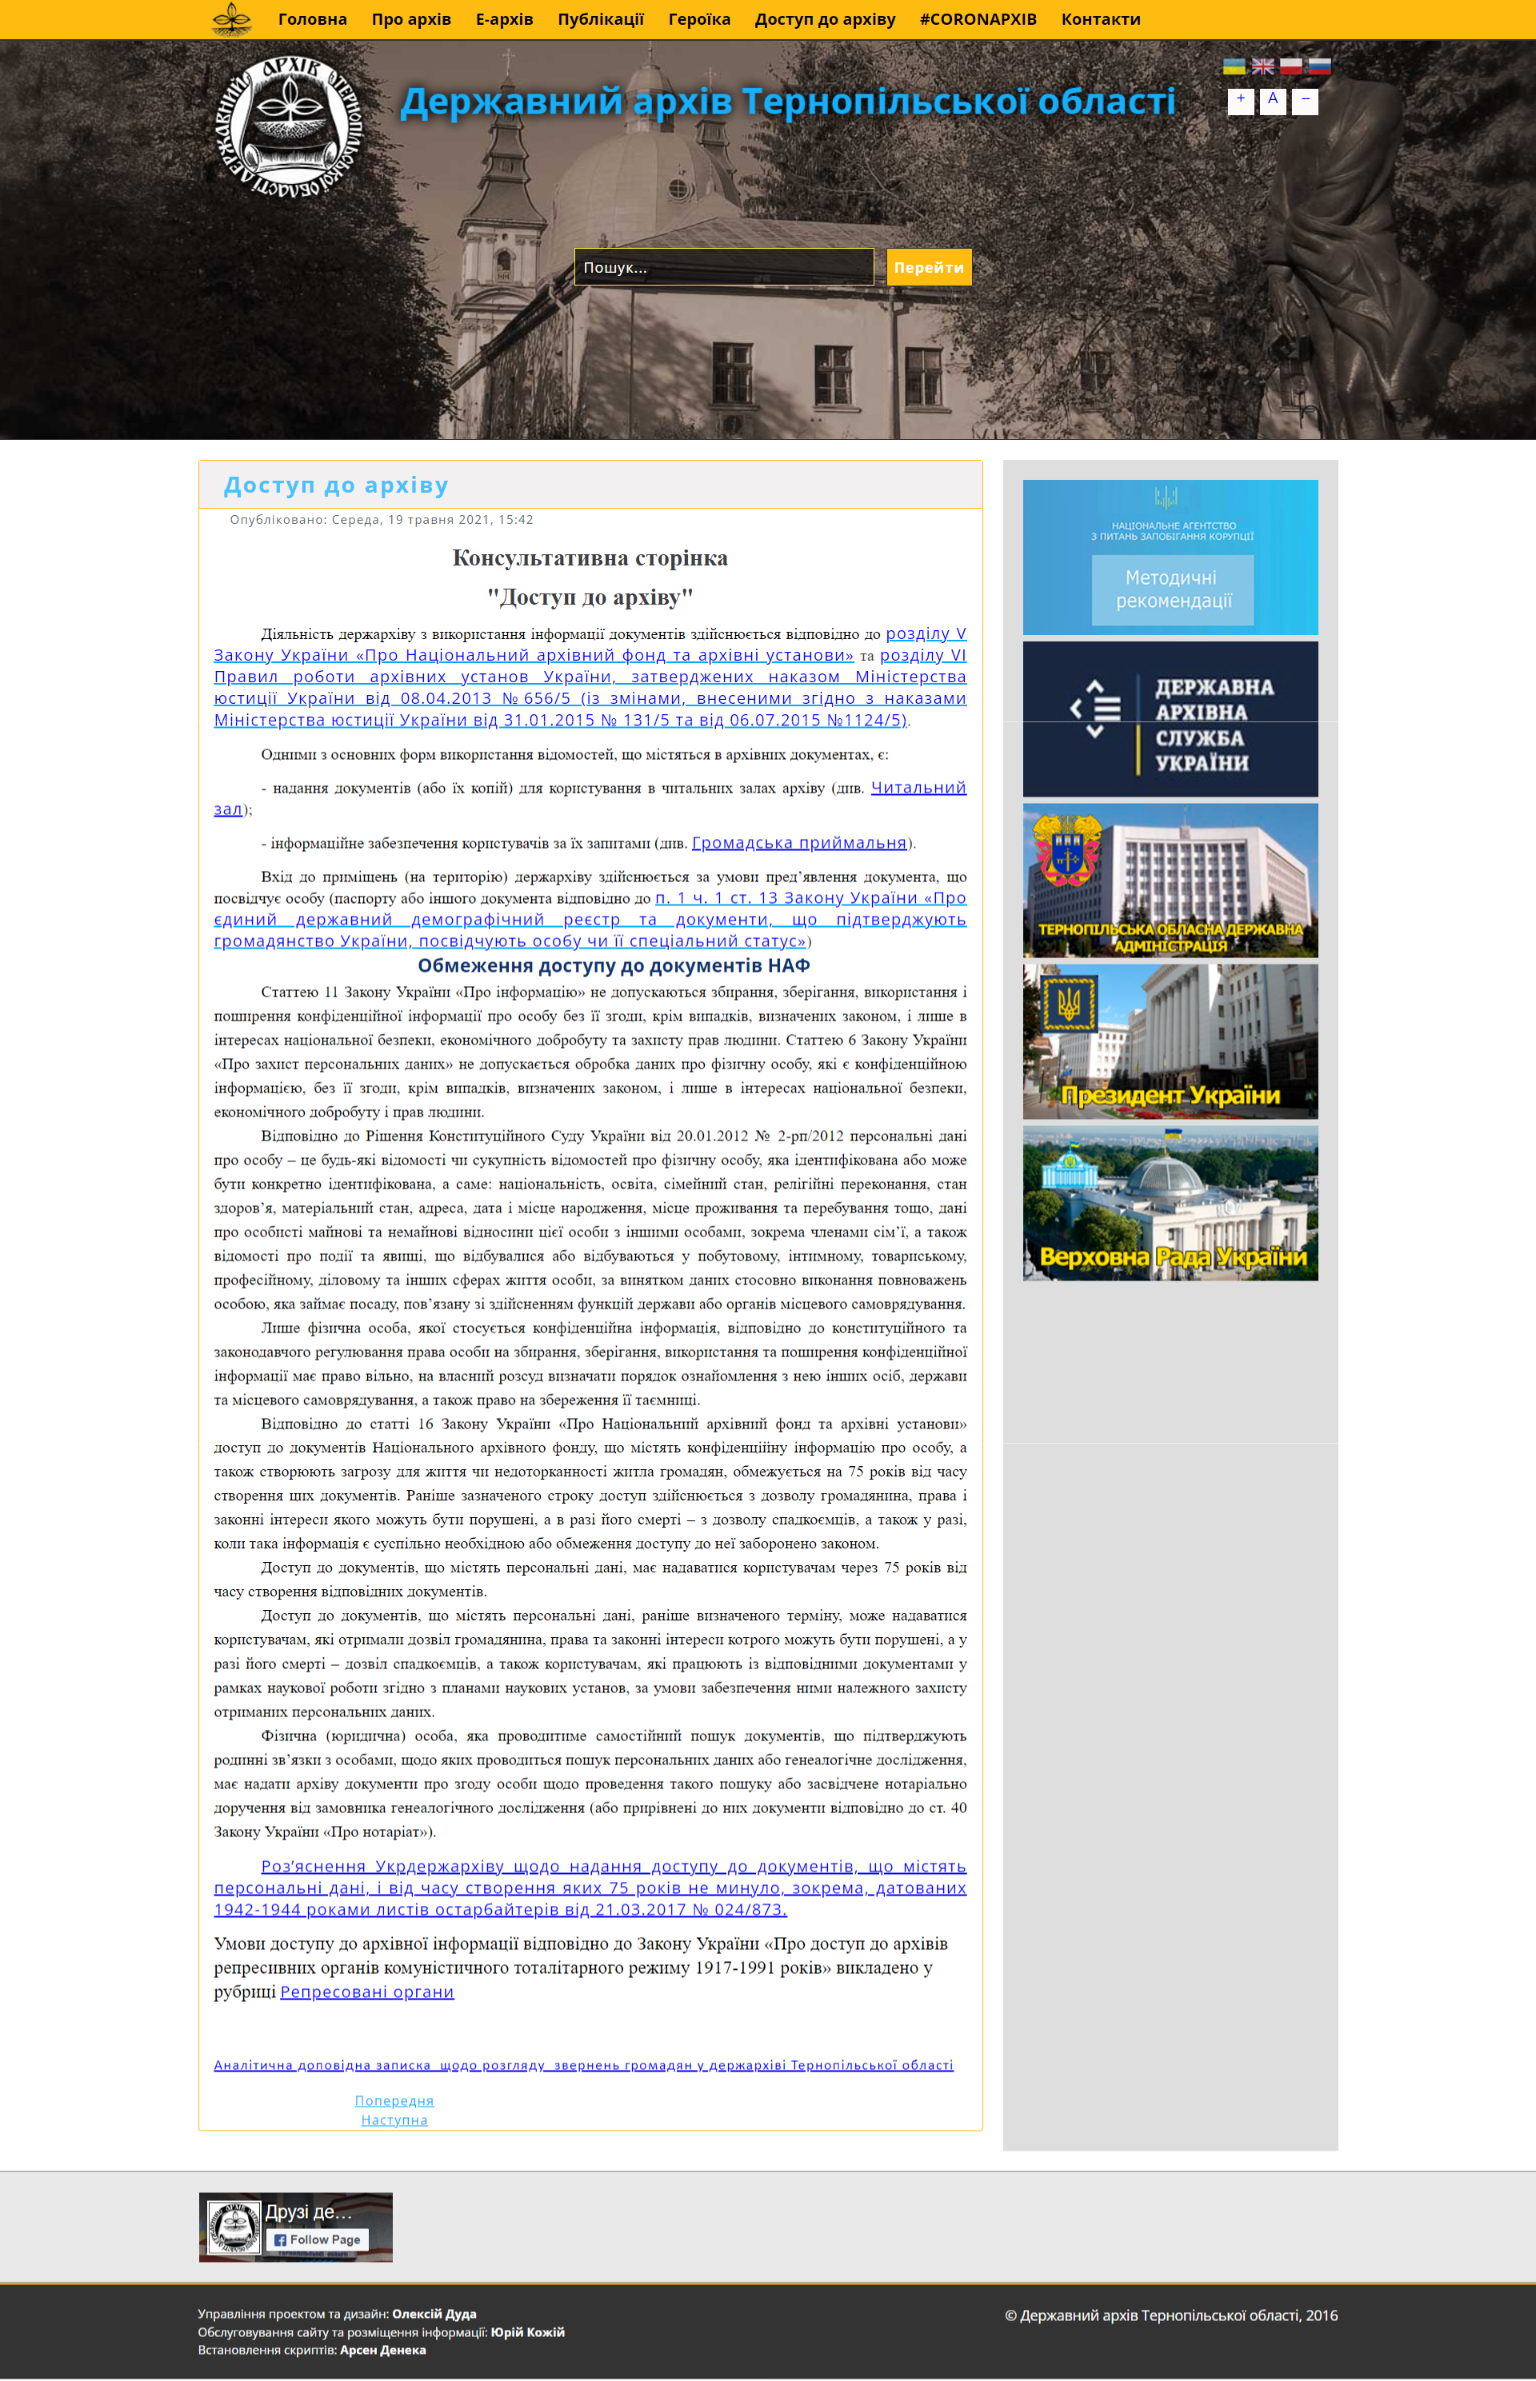 Головна Про архів Е-архів Публікації Героїка Доступ до архіву #CORONAРХІВ Контакти
ДЕРЖАВНИЙ АРХІВ ТЕРНОПІЛЬСЬКОЇ ОБЛАСТІ
Державний архів Тернопільської області
+ A −
Пошук... Перейти
Доступ до архіву
Опубліковано: Середа, 19 травня 2021, 15:42
Консультативна сторінка
"Доступ до архіву"
Діяльність держархіву з використання інформації документів здійснюється відповідно до розділу V
Закону України «Про Національний архівний фонд та архівні установи» та розділу VI
Правил роботи архівних установ України, затверджених наказом Міністерства
юстиції України від 08.04.2013 №656/5 (із змінами, внесеними згідно з наказами
Міністерства юстиції України від 31.01.2015 № 131/5 та від 06.07.2015 №1124/5).
Одними з основних форм використання відомостей, що містяться в архівних документах, є:
- надання документів (або їх копій) для користування в читальних залах архіву (див. Читальний
зал);
- інформаційне забезпечення користувачів за їх запитами (див. Громадська приймальня).
Вхід до приміщень (на територію) держархіву здійснюється за умови пред’явлення документа, що
посвідчує особу (паспорту або іншого документа відповідно до п. 1 ч. 1 ст. 13 Закону України «Про
єдиний державний демографічний реєстр та документи, що підтверджують
громадянство України, посвідчують особу чи її спеціальний статус»)
Обмеження доступу до документів НАФ
Статтею 11 Закону України «Про інформацію» не допускаються збирання, зберігання, використання і
поширення конфіденційної інформації про особу без її згоди, крім випадків, визначених законом, і лише в
інтересах національної безпеки, економічного добробуту та захисту прав людини. Статтею 6 Закону України
«Про захист персональних даних» не допускається обробка даних про фізичну особу, які є конфіденційною
інформацією, без її згоди, крім випадків, визначених законом, і лише в інтересах національної безпеки,
економічного добробуту і прав людини.
Відповідно до Рішення Конституційного Суду України від 20.01.2012 № 2-рп/2012 персональні дані
про особу – це будь-які відомості чи сукупність відомостей про фізичну особу, яка ідентифікована або може
бути конкретно ідентифікована, а саме: національність, освіта, сімейний стан, релігійні переконання, стан
здоров’я, матеріальний стан, адреса, дата і місце народження, місце проживання та перебування тощо, дані
про особисті майнові та немайнові відносини цієї особи з іншими особами, зокрема членами сім’ї, а також
відомості про події та явищі, що відбувалися або відбуваються у побутовому, інтимному, товариському,
професійному, діловому та інших сферах життя особи, за винятком даних стосовно виконання повноважень
особою, яка займає посаду, пов’язану зі здійсненням функцій держави або органів місцевого самоврядування.
Лише фізична особа, якої стосується конфіденційна інформація, відповідно до конституційного та
законодавчого регулювання права особи на збирання, зберігання, використання та поширення конфіденційної
інформації має право вільно, на власний розсуд визначати порядок ознайомлення з нею інших осіб, держави
та місцевого самоврядування, а також право на збереження її таємниці.
Відповідно до статті 16 Закону України «Про Національний архівний фонд та архівні установи»
доступ до документів Національного архівного фонду, що містять конфіденційну інформацію про особу, а
також створюють загрозу для життя чи недоторканності житла громадян, обмежується на 75 років від часу
створення цих документів. Раніше зазначеного строку доступ здійснюється з дозволу громадянина, права і
законні інтереси якого можуть бути порушені, а в разі його смерті – з дозволу спадкоємців, а також у разі,
коли така інформація є суспільно необхідною або обмеження доступу до неї заборонено законом.
Доступ до документів, що містять персональні дані, має надаватися користувачам через 75 років від
часу створення відповідних документів.
Доступ до документів, що містять персональні дані, раніше визначеного терміну, може надаватися
користувачам, які отримали дозвіл громадянина, права та законні інтереси котрого можуть бути порушені, а у
разі його смерті – дозвіл спадкоємців, а також користувачам, які працюють із відповідними документами у
рамках наукової роботи згідно з планами наукових установ, за умови забезпечення ними належного захисту
отриманих персональних даних.
Фізична (юридична) особа, яка проводитиме самостійний пошук документів, що підтверджують
родинні зв’язки з особами, щодо яких проводиться пошук персональних даних або генеалогічне дослідження,
має надати архіву документи про згоду особи щодо проведення такого пошуку або засвідчене нотаріально
доручення від замовника генеалогічного дослідження (або прирівнені до них документи відповідно до ст. 40
Закону України «Про нотаріат»).
Роз’яснення Укрдержархіву щодо надання доступу до документів, що містять
персональні дані, і від часу створення яких 75 років не минуло, зокрема, датованих
1942-1944 роками листів остарбайтерів від 21.03.2017 № 024/873.
Умови доступу до архівної інформації відповідно до Закону України «Про доступ до архівів
репресивних органів комуністичного тоталітарного режиму 1917-1991 років» викладено у
рубриці Репресовані органи
Аналітична доповідна записка щодо розгляду звернень громадян у держархіві Тернопільської області
Попередня
Наступна
НАЦІОНАЛЬНЕ АГЕНТСТВО
З ПИТАНЬ ЗАПОБІГАННЯ КОРУПЦІЇ
Методичні
рекомендації
ДЕРЖАВНА
АРХІВНА
СЛУЖБА
УКРАЇНИ
ТЕРНОПІЛЬСЬКА ОБЛАСНА ДЕРЖАВНА
АДМІНІСТРАЦІЯ
Президент України
Верховна Рада України
Друзі де...
Follow Page
Управління проектом та дизайн: Олексій Дуда
Обслуговування сайту та розміщення інформації: Юрій Кожій
Встановлення скриптів: Арсен Денека
© Державний архів Тернопільської області, 2016